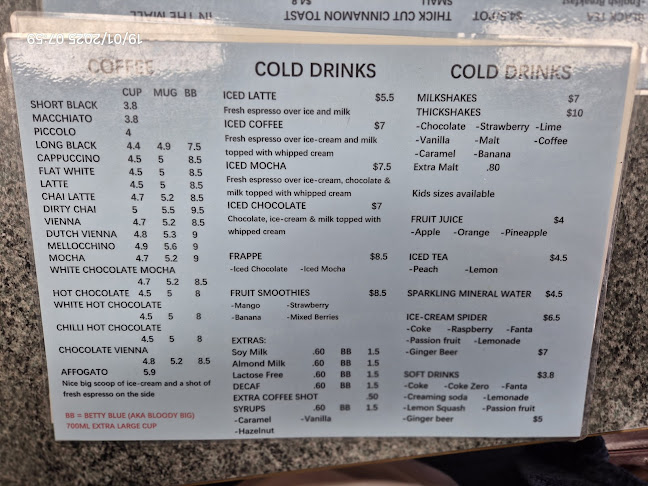 BLACK TEA $4.5/POT THICK CUT CINNAMON TOAST IN THE MALL
-English Breakfast SMALL $4.8
19/01/2025 07:59
COFFEE
CUP MUG BB
SHORT BLACK 3.8
MACCHIATO 3.8
PICCOLO 4
LONG BLACK 4.4 4.9 7.5
CAPPUCCINO 4.5 5 8.5
FLAT WHITE 4.5 5 8.5
LATTE 4.5 5 8.5
CHAI LATTE 4.7 5.2 8.5
DIRTY CHAI 5 5.5 9.5
VIENNA 4.7 5.2 8.5
DUTCH VIENNA 4.8 5.3 9
MELLOCCHINO 4.9 5.6 9
MOCHA 4.7 5.2 9
WHITE CHOCOLATE MOCHA
4.7 5.2 8.5
HOT CHOCOLATE 4.5 5 8
WHITE HOT CHOCOLATE
4.5 5 8
CHILLI HOT CHOCOLATE
4.5 5 8
CHOCOLATE VIENNA
4.8 5.2 8.5
AFFOGATO 5.9
Nice big scoop of ice-cream and a shot of
fresh espresso on the side
BB = BETTY BLUE (AKA BLOODY BIG)
700ML EXTRA LARGE CUP
COLD DRINKS
ICED LATTE $5.5
Fresh espresso over ice and milk
ICED COFFEE $7
Fresh espresso over ice-cream and milk
topped with whipped cream
ICED MOCHA $7.5
Fresh espresso over ice-cream, chocolate &
milk topped with whipped cream
ICED CHOCOLATE $7
Chocolate, ice-cream & milk topped with
whipped cream
FRAPPE $8.5
-Iced Chocolate -Iced Mocha
FRUIT SMOOTHIES $8.5
-Mango -Strawberry
-Banana -Mixed Berries
EXTRAS:
Soy Milk .60 BB 1.5
Almond Milk .60 BB 1.5
Lactose Free .60 BB 1.5
DECAF .60 BB 1.5
EXTRA COFFEE SHOT .50
SYRUPS .60 BB 1.5
-Caramel -Vanilla
-Hazelnut
COLD DRINKS
MILKSHAKES $7
THICKSHAKES $10
-Chocolate -Strawberry -Lime
-Vanilla -Malt -Coffee
-Caramel -Banana
Extra Malt .80
Kids sizes available
FRUIT JUICE $4
-Apple -Orange -Pineapple
ICED TEA $4.5
-Peach -Lemon
SPARKLING MINERAL WATER $4.5
ICE-CREAM SPIDER $6.5
-Coke -Raspberry -Fanta
-Passion fruit -Lemonade
-Ginger Beer $7
SOFT DRINKS $3.8
-Coke -Coke Zero -Fanta
-Creaming soda -Lemonade
-Lemon Squash -Passion fruit
-Ginger beer $5